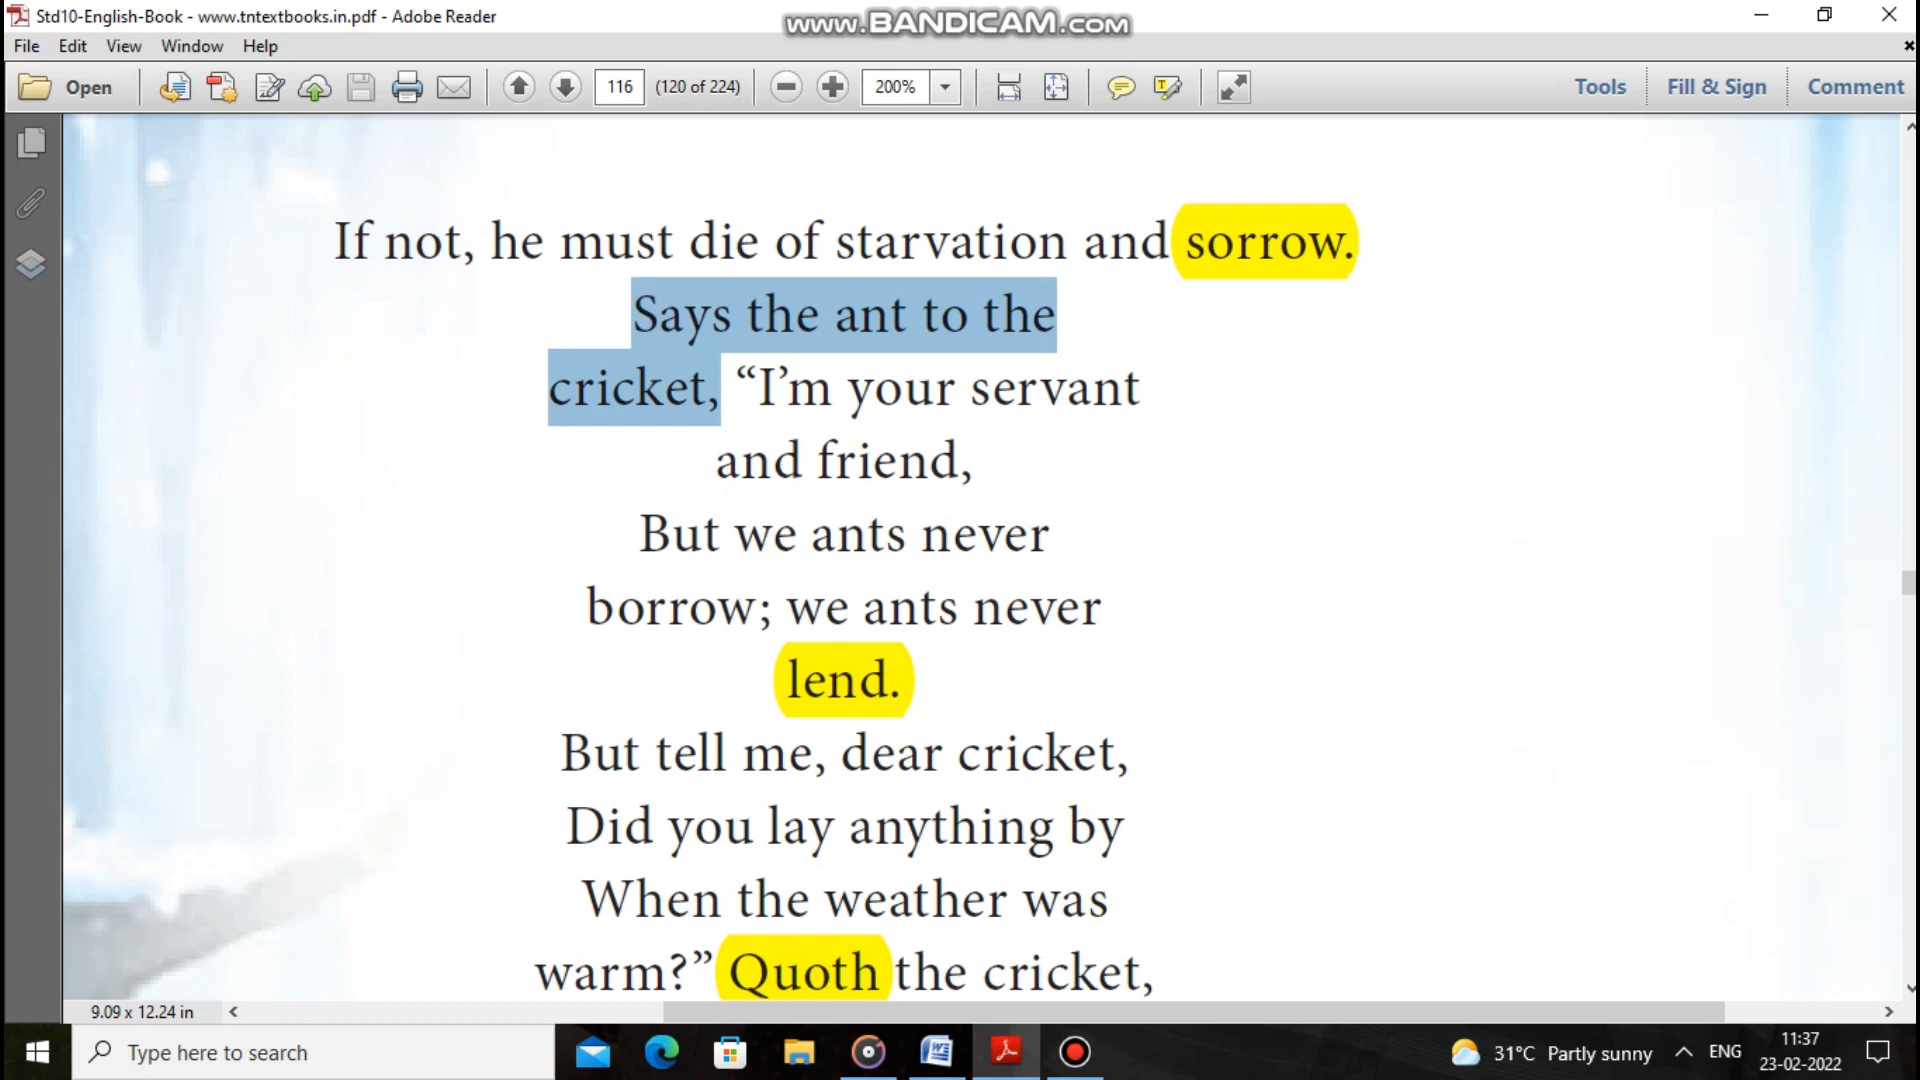 Std10-English-Book - www.tntextbooks.in.pdf - Adobe Reader
www.BANDICAM.com
File Edit View Window Help
Open 116 (120 of 224) 200% Tools Fill & Sign Comment
If not, he must die of starvation and sorrow.
Says the ant to the
cricket, “I’m your servant
and friend,
But we ants never
borrow; we ants never
lend.
But tell me, dear cricket,
Did you lay anything by
When the weather was
warm?” Quoth the cricket,
9.09 x 12.24 in
Type here to search 31°C Partly sunny ENG 11:37
23-02-2022